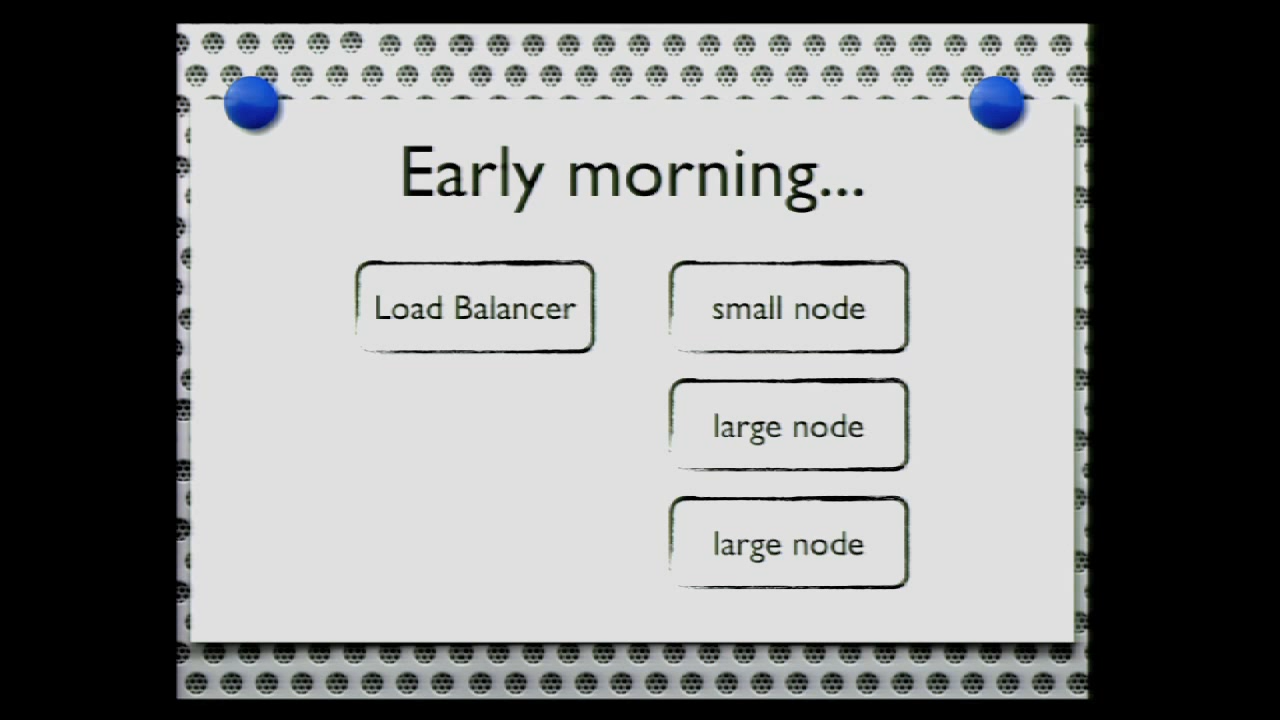 Early morning...
Load Balancer
small node
large node
large node